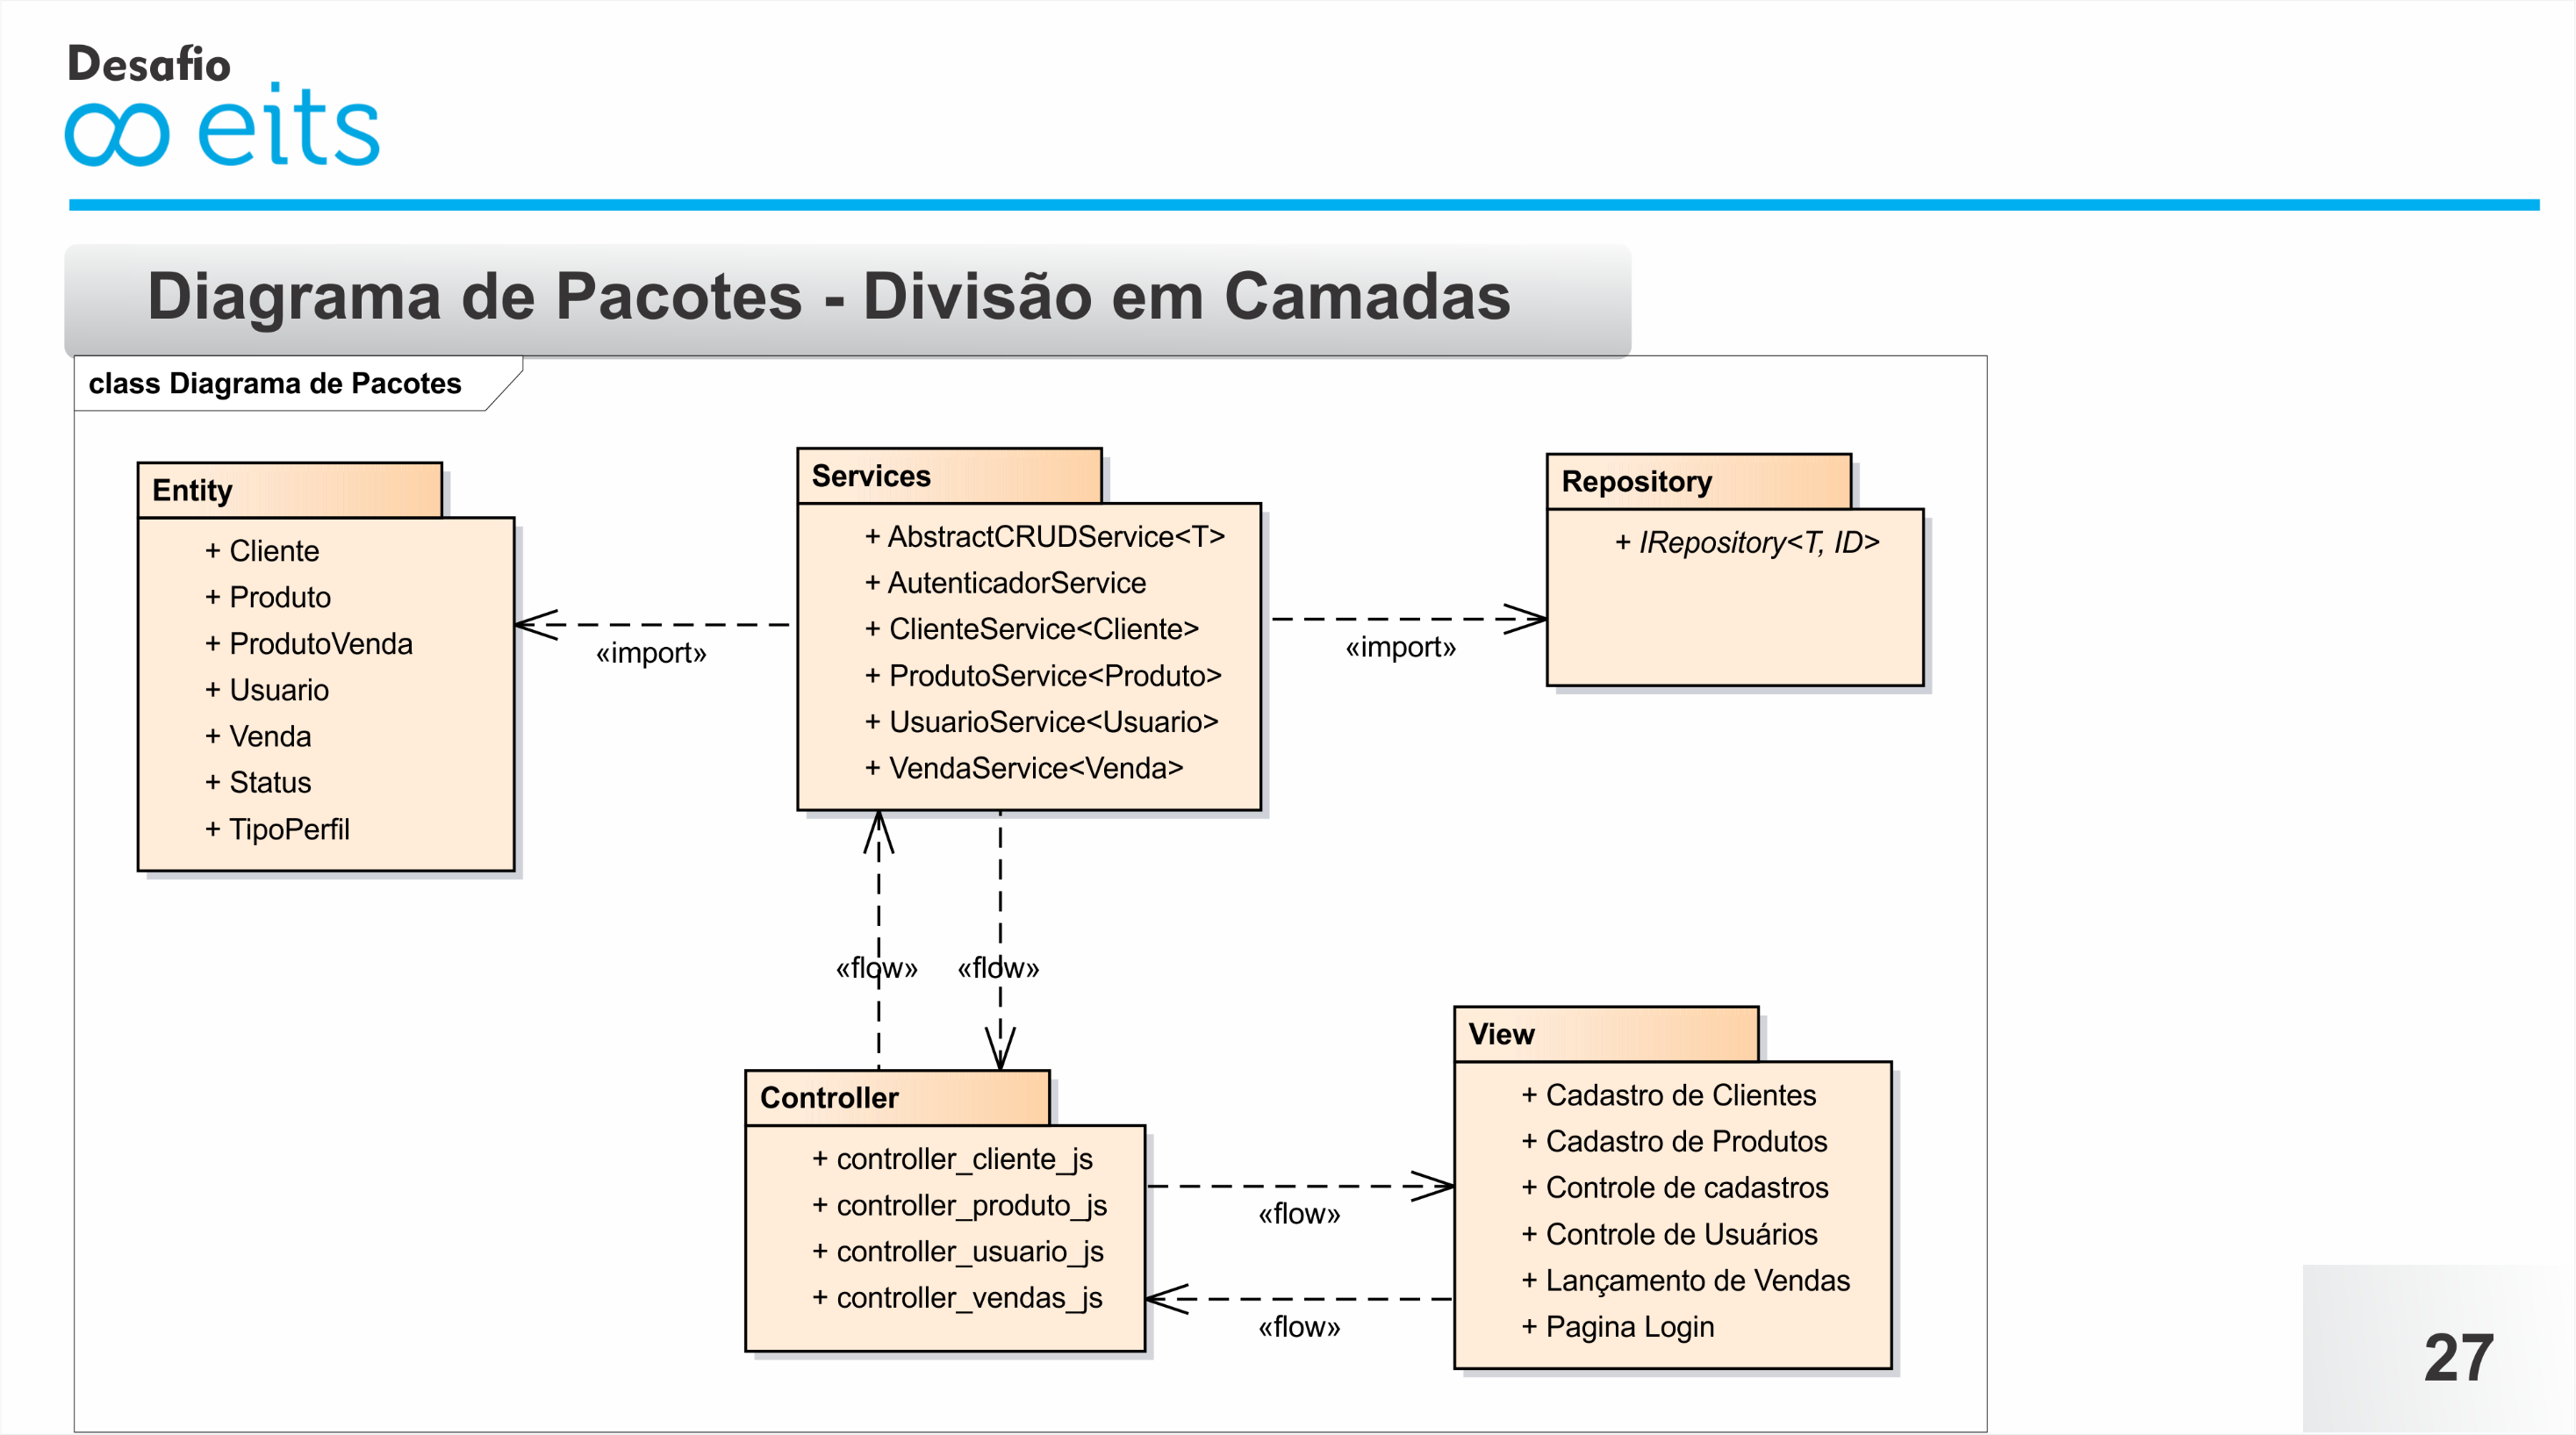 Desafio
eits
Diagrama de Pacotes - Divisão em Camadas
class Diagrama de Pacotes
Entity
+ Cliente
+ Produto
+ ProdutoVenda
+ Usuario
+ Venda
+ Status
+ TipoPerfil
«import»
Services
+ AbstractCRUDService<T>
+ AutenticadorService
+ ClienteService<Cliente>
+ ProdutoService<Produto>
+ UsuarioService<Usuario>
+ VendaService<Venda>
«import»
Repository
+ IRepository<T, ID>
«flow»
«flow»
Controller
+ controller_cliente_js
+ controller_produto_js
+ controller_usuario_js
+ controller_vendas_js
«flow»
«flow»
View
+ Cadastro de Clientes
+ Cadastro de Produtos
+ Controle de cadastros
+ Controle de Usuários
+ Lançamento de Vendas
+ Pagina Login
27